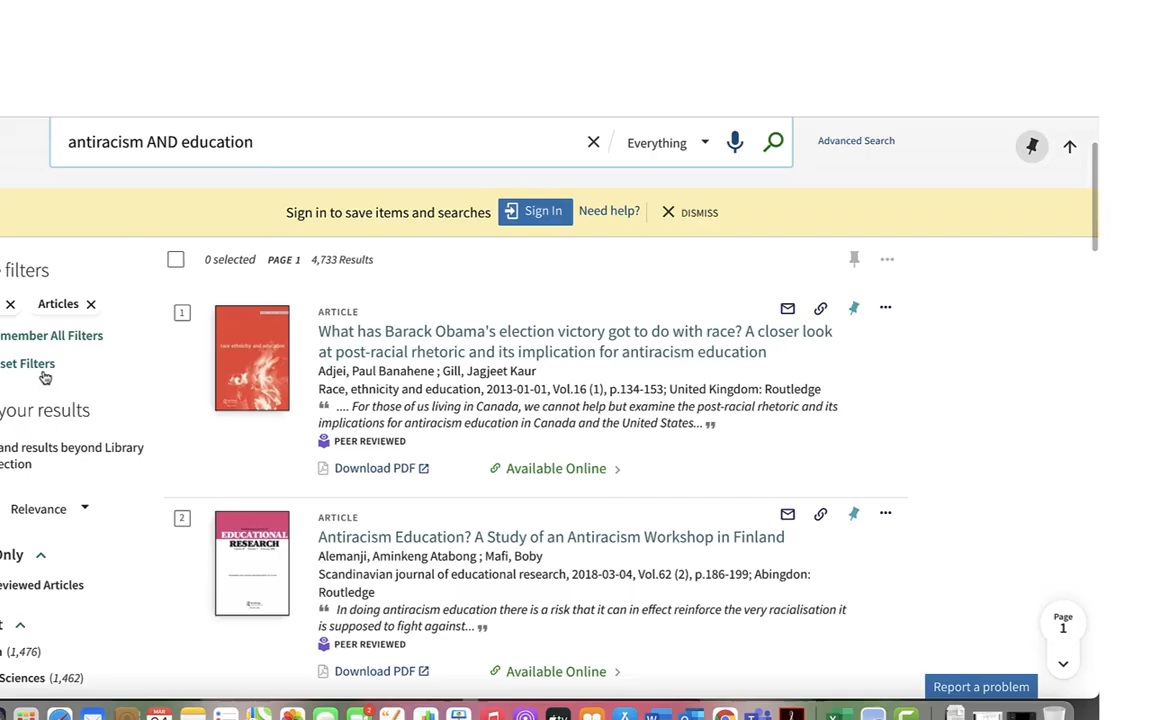 antiracism AND education
Everything
Advanced Search
Sign in to save items and searches
Sign In
Need help?
DISMISS
filters
Articles
member All Filters
set Filters
your results
and results beyond Library
ection
Relevance
Only
eviewed Articles
t
(1,476)
Sciences (1,462)
0 selected PAGE 1 4,733 Results
1
ARTICLE
What has Barack Obama's election victory got to do with race? A closer look
at post-racial rhetoric and its implication for antiracism education
Adjei, Paul Banahene ; Gill, Jagjeet Kaur
Race, ethnicity and education, 2013-01-01, Vol.16 (1), p.134-153; United Kingdom: Routledge
“ .... For those of us living in Canada, we cannot help but examine the post-racial rhetoric and its
implications for antiracism education in Canada and the United States... ”
PEER REVIEWED
Download PDF
Available Online
2
EDUCATIONAL
RESEARCH
ARTICLE
Antiracism Education? A Study of an Antiracism Workshop in Finland
Alemanji, Aminkeng Atabong ; Mafi, Boby
Scandinavian journal of educational research, 2018-03-04, Vol.62 (2), p.186-199; Abingdon:
Routledge
“ In doing antiracism education there is a risk that it can in effect reinforce the very racialisation it
is supposed to fight against... ”
PEER REVIEWED
Download PDF
Available Online
Page
1
Report a problem